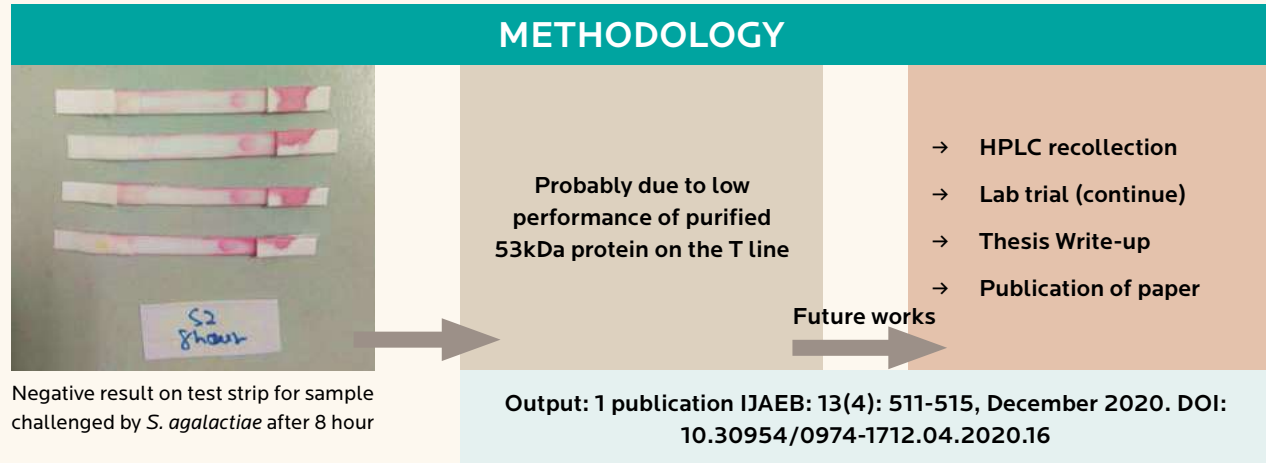 METHODOLOGY
S2
8hour
Negative result on test strip for sample
challenged by S. agalactiae after 8 hour
Probably due to low
performance of purified
53kDa protein on the T line
Future works
→ HPLC recollection
→ Lab trial (continue)
→ Thesis Write-up
→ Publication of paper
Output: 1 publication IJAEB: 13(4): 511-515, December 2020. DOI:
10.30954/0974-1712.04.2020.16